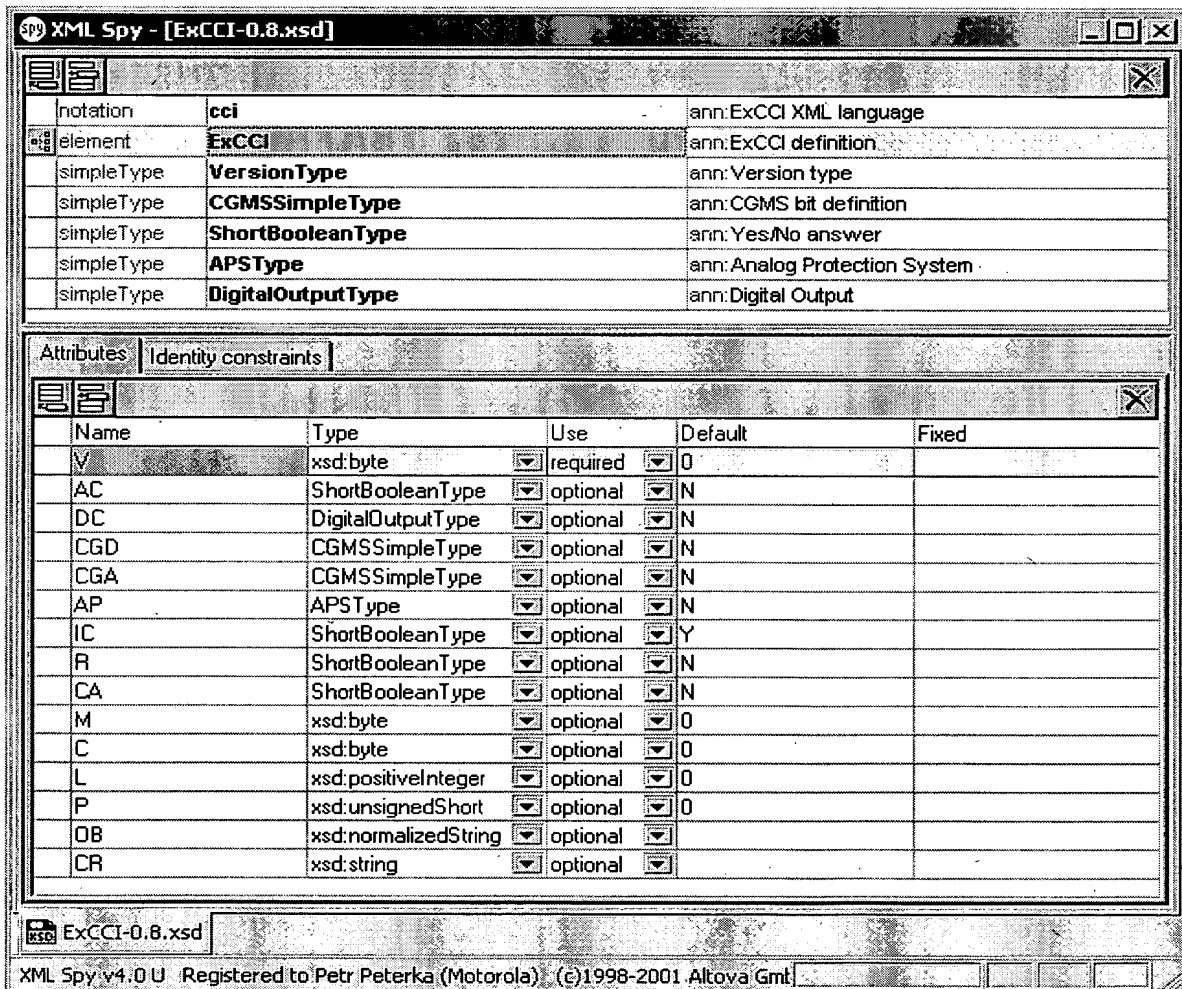 spy XML Spy - [ExCCI-0.8.xsd]
notation cci ann:ExCCI XML language
element ExCCI ann:ExCCI definition
simpleType VersionType ann:Version type
simpleType CGMSSimpleType ann:CGMS bit definition
simpleType ShortBooleanType ann:Yes/No answer
simpleType APSType ann:Analog Protection System
simpleType DigitalOutputType ann:Digital Output
Attributes Identity constraints
Name Type Use Default Fixed
V xsd:byte required 0
AC ShortBooleanType optional N
DC DigitalOutputType optional N
CGD CGMSSimpleType optional N
CGA CGMSSimpleType optional N
AP APSType optional N
IC ShortBooleanType optional Y
R ShortBooleanType optional N
CA ShortBooleanType optional N
M xsd:byte optional 0
C xsd:byte optional 0
L xsd:positiveInteger optional 0
P xsd:unsignedShort optional 0
OB xsd:normalizedString optional
CR xsd:string optional
XSD ExCCI-0.8.xsd
XML Spy v4.0 U Registered to Petr Peterka (Motorola) (c)1998-2001 Altova Gmb